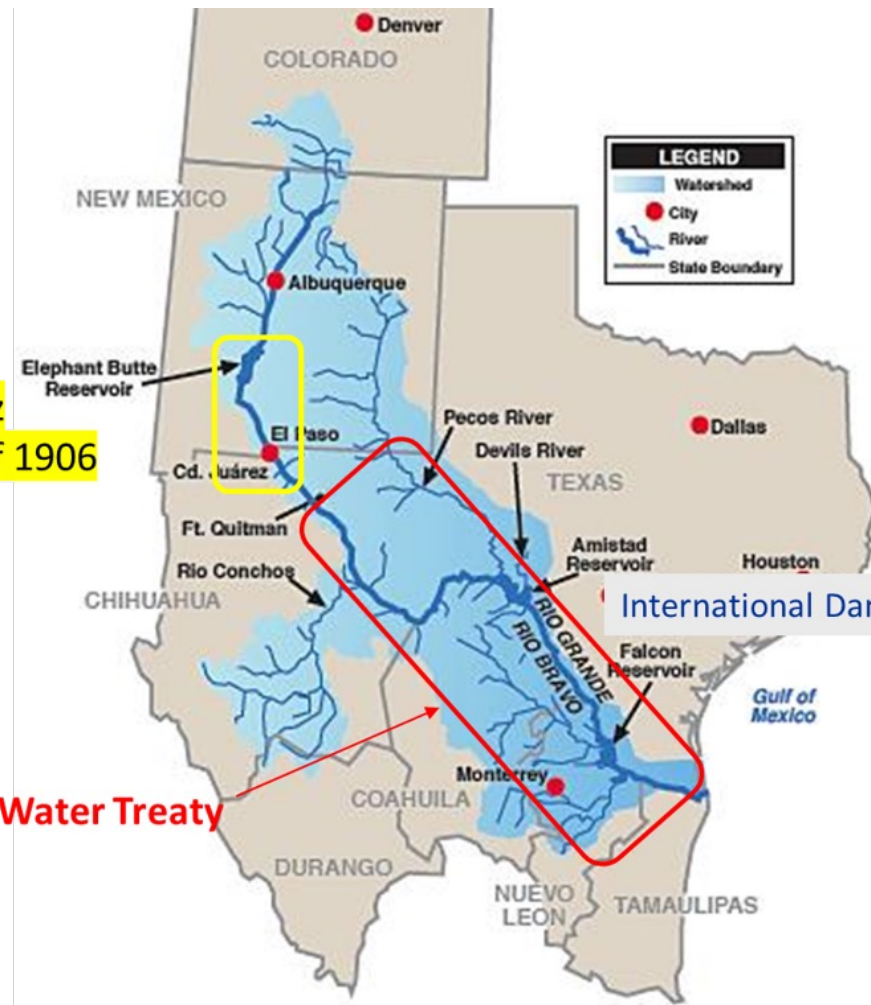 Denver
COLORADO
LEGEND
Watershed
City
River
State Boundary
NEW MEXICO
Albuquerque
Elephant Butte
Reservoir
1906
El Paso
Cd. Juárez
Pecos River
Devils River
Dallas
TEXAS
Ft. Quitman
Rio Conchos
Amistad
Reservoir
Houston
CHIHUAHUA
International
RIO GRANDE
RIO BRAVO
Falcon
Reservoir
Gulf of
Mexico
Monterrey
Water Treaty
COAHUILA
DURANGO
NUEVO
LEON
TAMAULIPAS